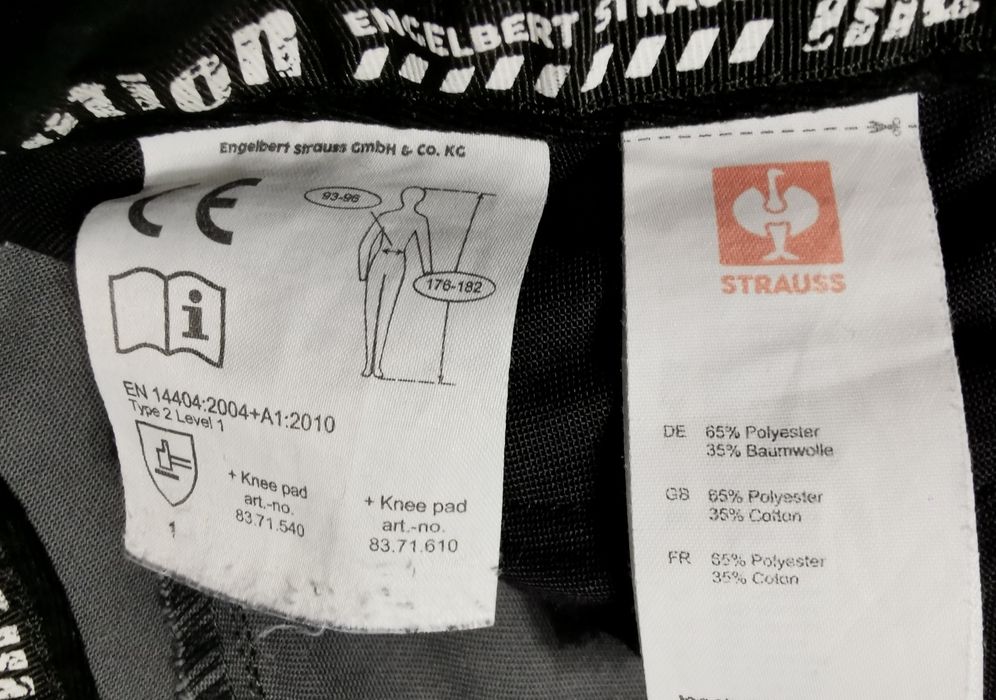 tion
ENGELBERT STRAUSS
Engelbert strauss GmbH & Co. KG
CE
93-96
176-182
i
EN 14404:2004+A1:2010
Type 2 Level 1
1
+ Knee pad
art.-no.
83.71.540
+ Knee pad
art.-no.
83.71.610
STRAUSS
DE 65% Polyester
35% Baumwolle
GB 65% Polyester
35% Cotton
FR 65% Polyester
35% Coton